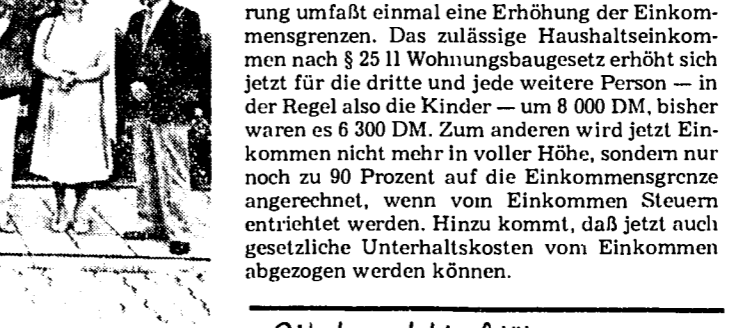 rung umfaßt einmal eine Erhöhung der Einkom-
mensgrenzen. Das zulässige Haushaltseinkom-
men nach § 25 II Wohnungsbaugesetz erhöht sich
jetzt für die dritte und jede weitere Person — in
der Regel also die Kinder — um 8 000 DM, bisher
waren es 6 300 DM. Zum anderen wird jetzt Ein-
kommen nicht mehr in voller Höhe, sondern nur
noch zu 90 Prozent auf die Einkommensgrenze
angerechnet, wenn vom Einkommen Steuern
entrichtet werden. Hinzu kommt, daß jetzt auch
gesetzliche Unterhaltskosten vom Einkommen
abgezogen werden können.